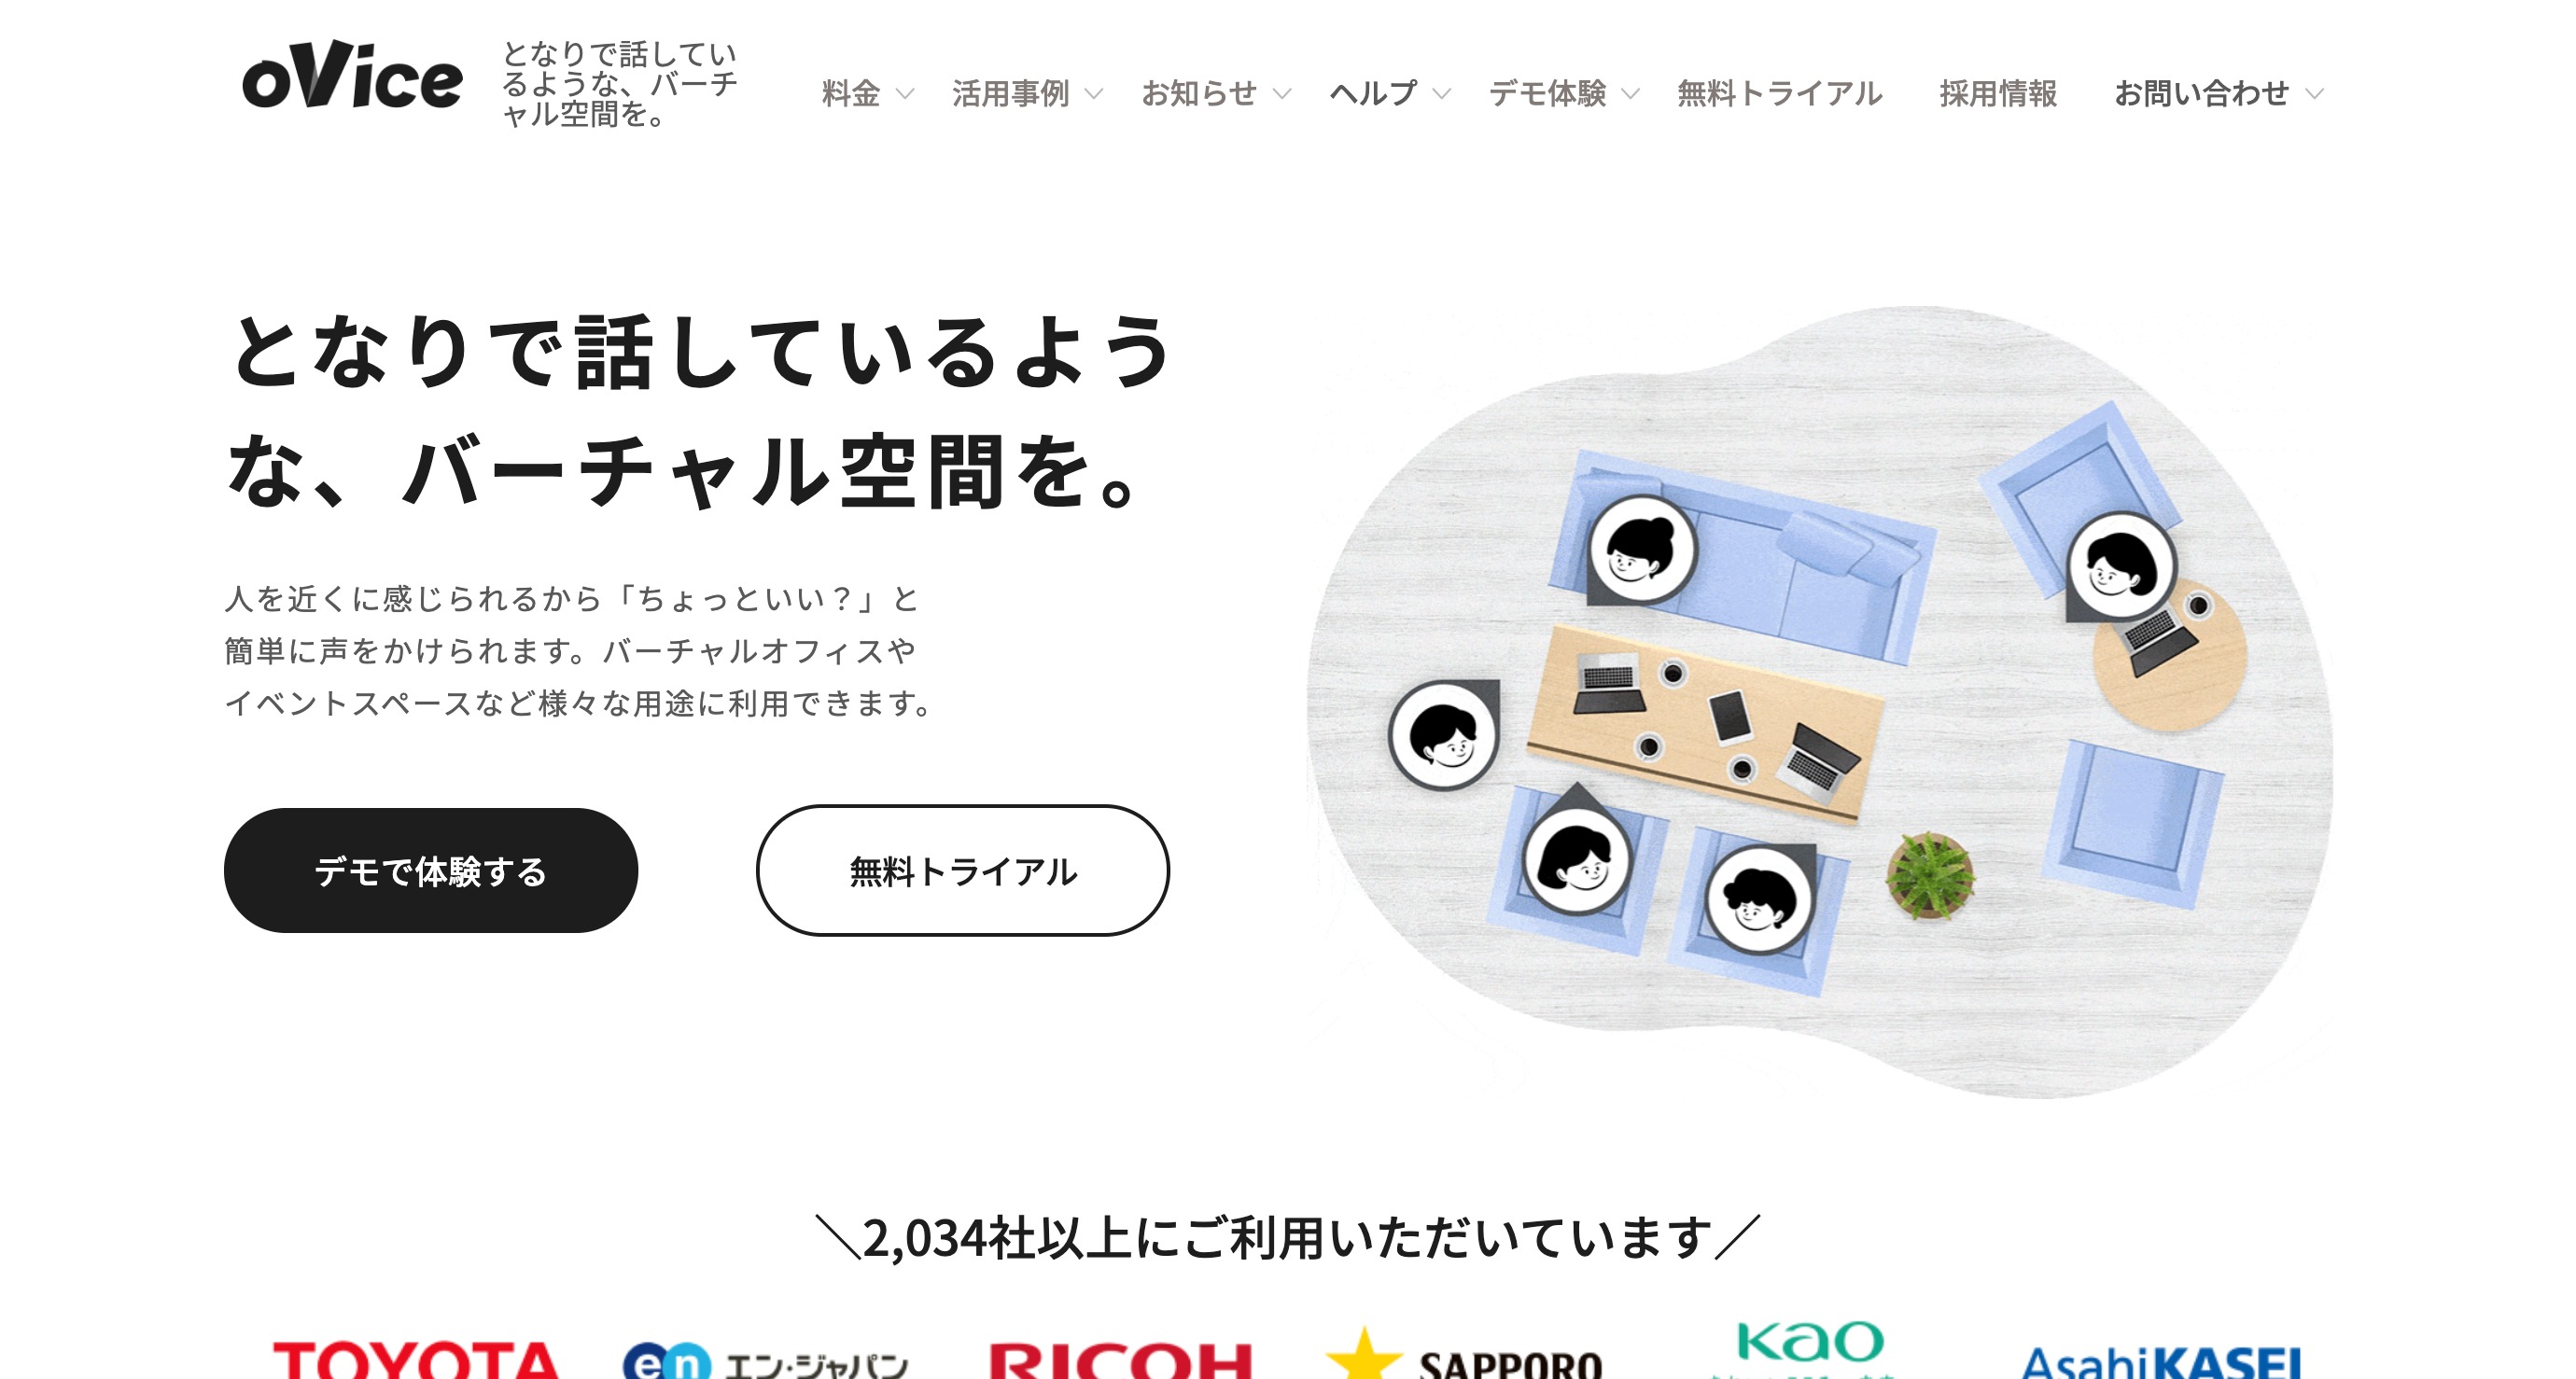 oVice
となりで話してい
るような、バーチ
ャル空間を。
料金
活用事例
お知らせ
ヘルプ
デモ体験
無料トライアル
採用情報
お問い合わせ
となりで話しているよう
な、バーチャル空間を。
人を近くに感じられるから「ちょっといい？」と
簡単に声をかけられます。バーチャルオフィスや
イベントスペースなど様々な用途に利用できます。
デモで体験する
無料トライアル
＼2,034社以上にご利用いただいています／
TOYOTA
en エン・ジャパン
RICOH
SAPPORO
Kao
AsahiKASEI